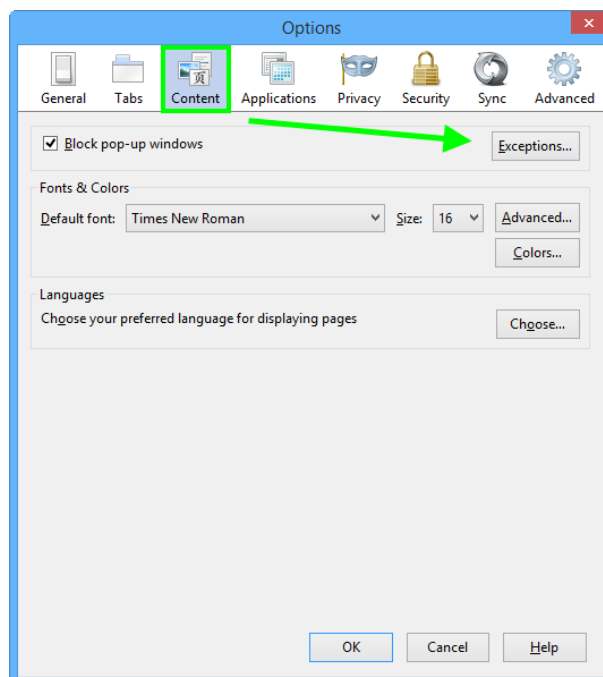 Options
General Tabs Content Applications Privacy Security Sync Advanced
页
Block pop-up windows Exceptions...
Fonts & Colors
Default font: Times New Roman Size: 16 Advanced...
Colors...
Languages
Choose your preferred language for displaying pages Choose...
OK Cancel Help